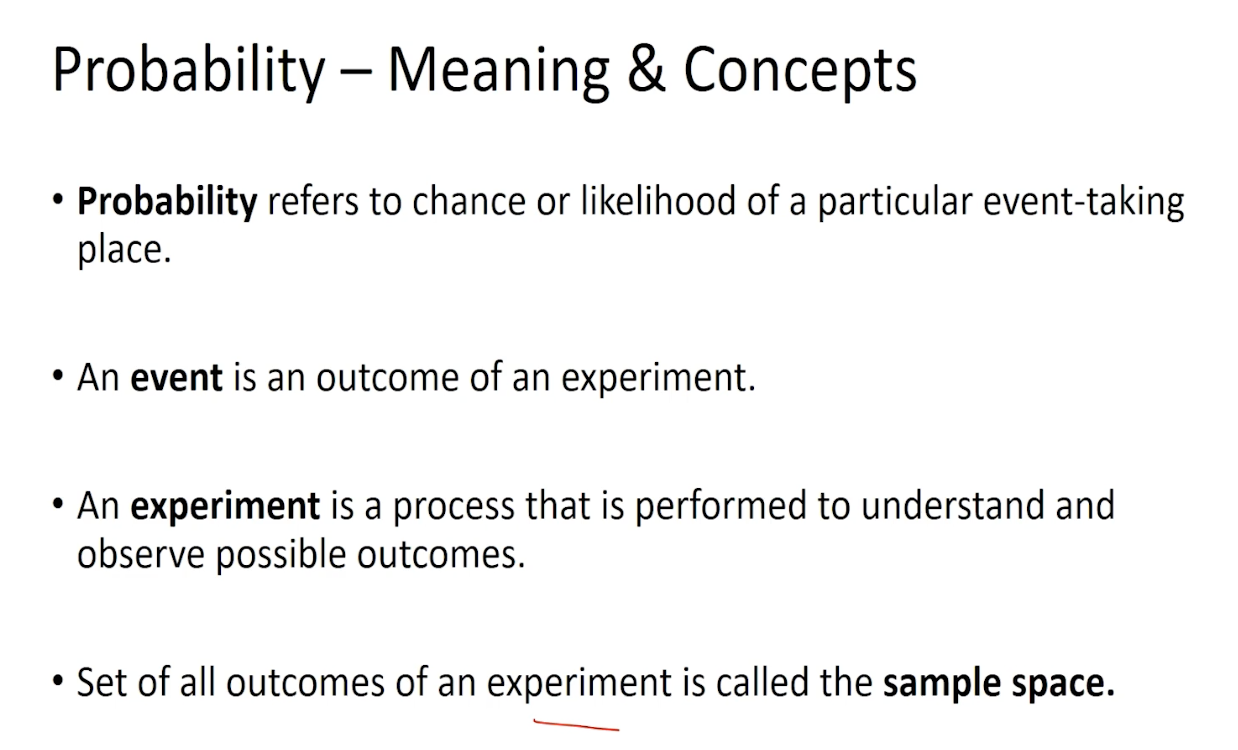 Probability – Meaning & Concepts
• Probability refers to chance or likelihood of a particular event-taking
place.
• An event is an outcome of an experiment.
• An experiment is a process that is performed to understand and
observe possible outcomes.
• Set of all outcomes of an experiment is called the sample space.